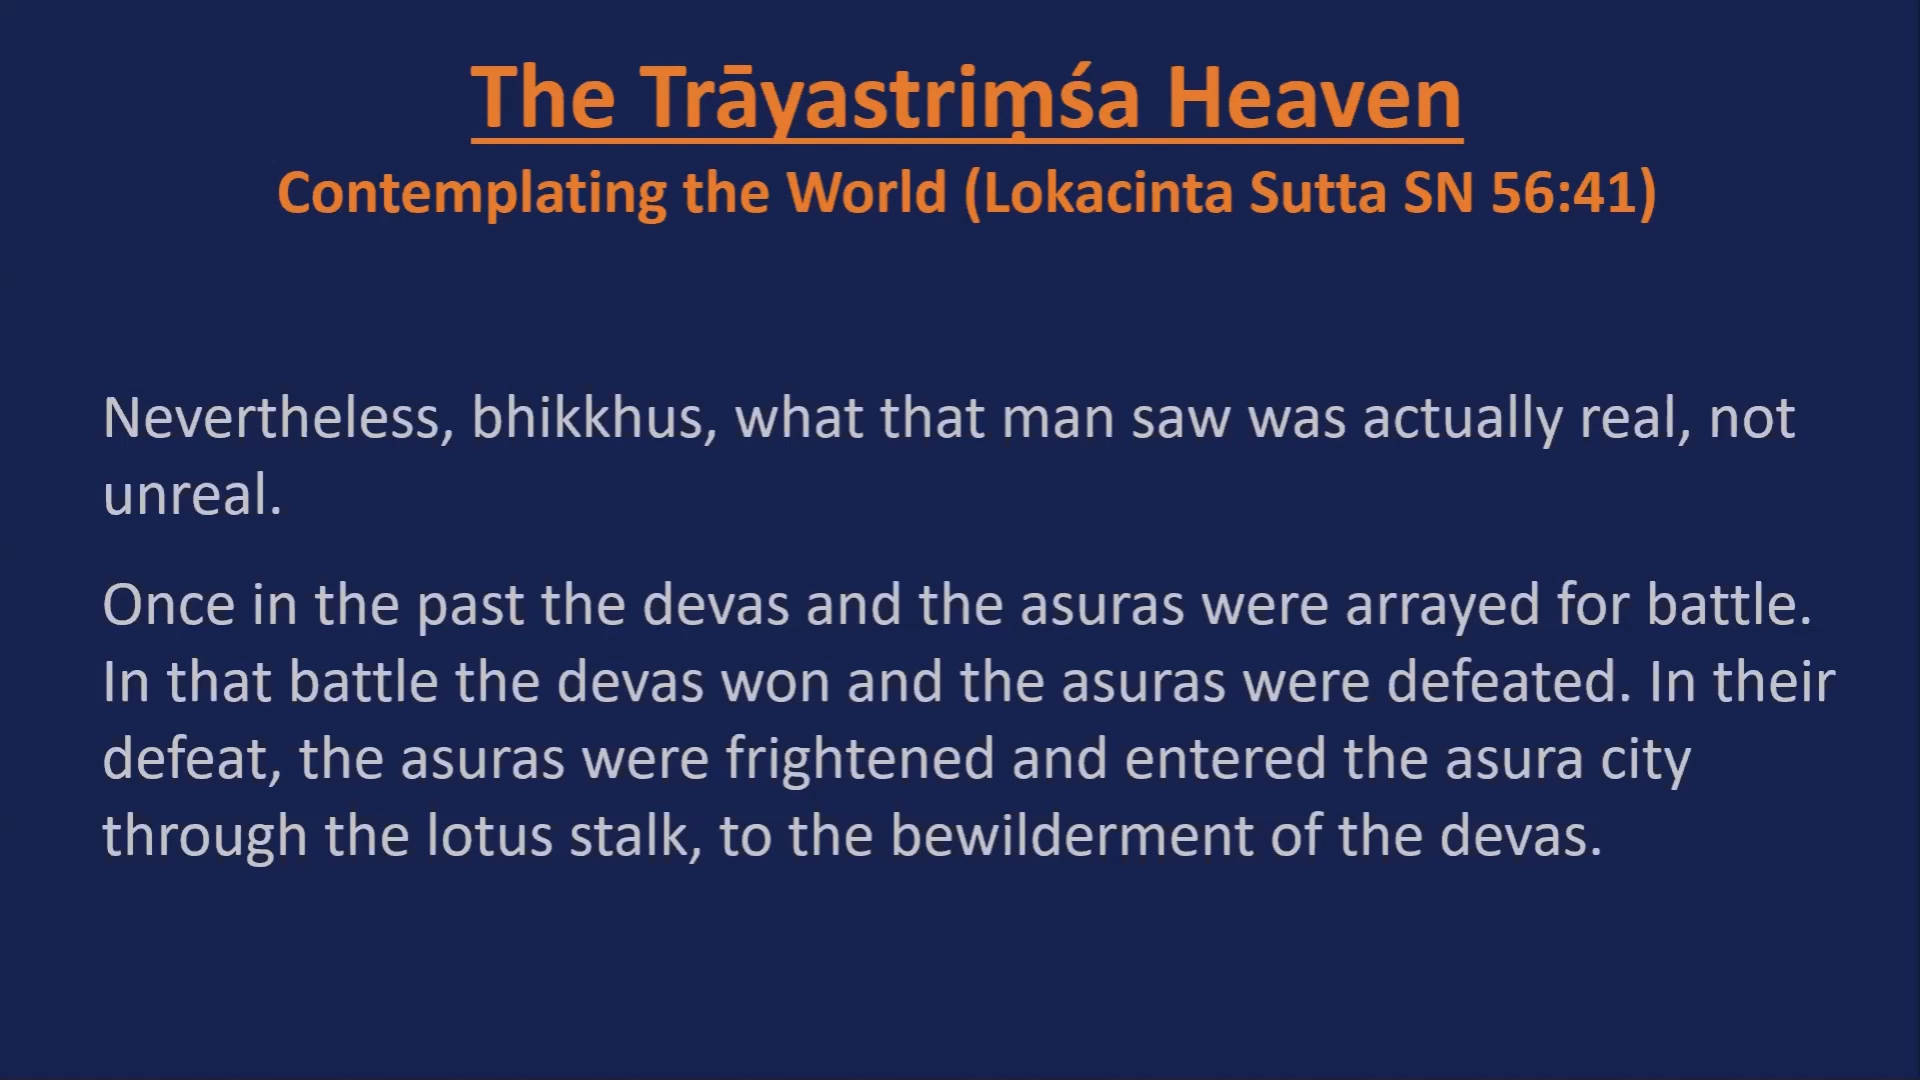 The Trāyastriṃśa Heaven
Contemplating the World (Lokacinta Sutta SN 56:41)
Nevertheless, bhikkhus, what that man saw was actually real, not
unreal.
Once in the past the devas and the asuras were arrayed for battle.
In that battle the devas won and the asuras were defeated. In their
defeat, the asuras were frightened and entered the asura city
through the lotus stalk, to the bewilderment of the devas.